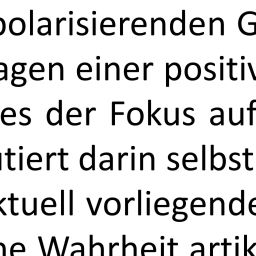 polarisierenden G
agen einer positiv
es der Fokus auf
utiert darin selbst
ktuell vorliegende
ne Wahrheit artik